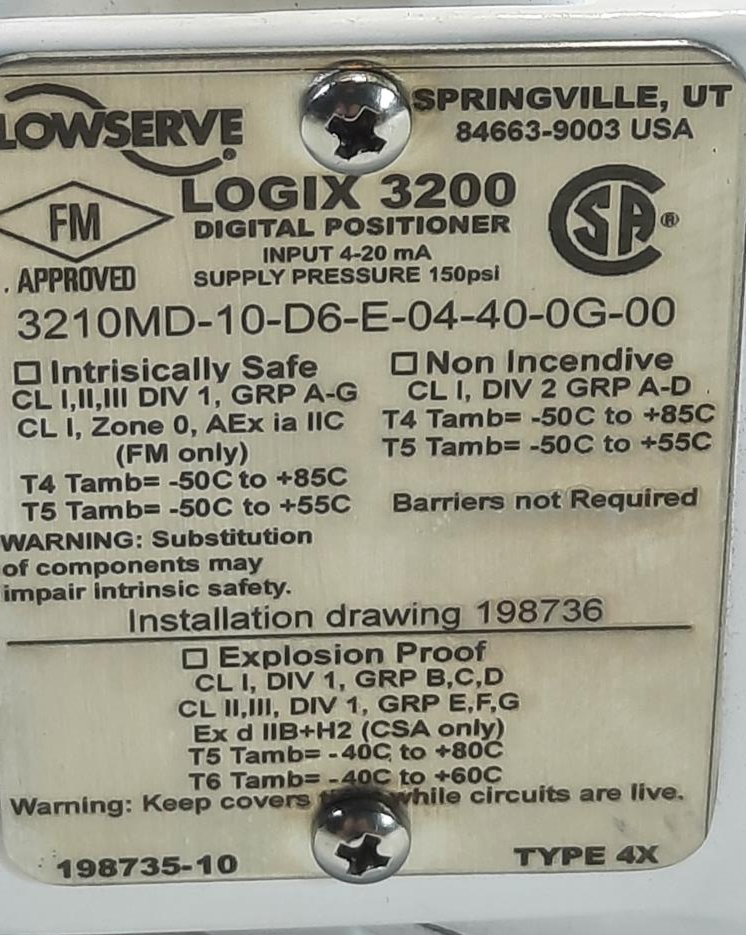 LOWSERVE
SPRINGVILLE, UT
84663-9003 USA
FM
APPROVED
LOGIX 3200
DIGITAL POSITIONER
INPUT 4-20 mA
SUPPLY PRESSURE 150psi
SA
3210MD-10-D6-E-04-40-0G-00
Intrisically Safe
CL I,II,III DIV 1, GRP A-G
CL I, Zone 0, AEx ia IIC
(FM only)
T4 Tamb= -50C to +85C
T5 Tamb= -50C to +55C
Non Incendive
CL I, DIV 2 GRP A-D
T4 Tamb= -50C to +85C
T5 Tamb= -50C to +55C
Barriers not Required
WARNING: Substitution
of components may
impair intrinsic safety.
Installation drawing 198736
Explosion Proof
CL I, DIV 1, GRP B,C,D
CL II,III, DIV 1, GRP E,F,G
Ex d IIB+H2 (CSA only)
T5 Tamb= -40C to +80C
T6 Tamb= -40C to +60C
Warning: Keep covers while circuits are live.
198735-10
TYPE 4X